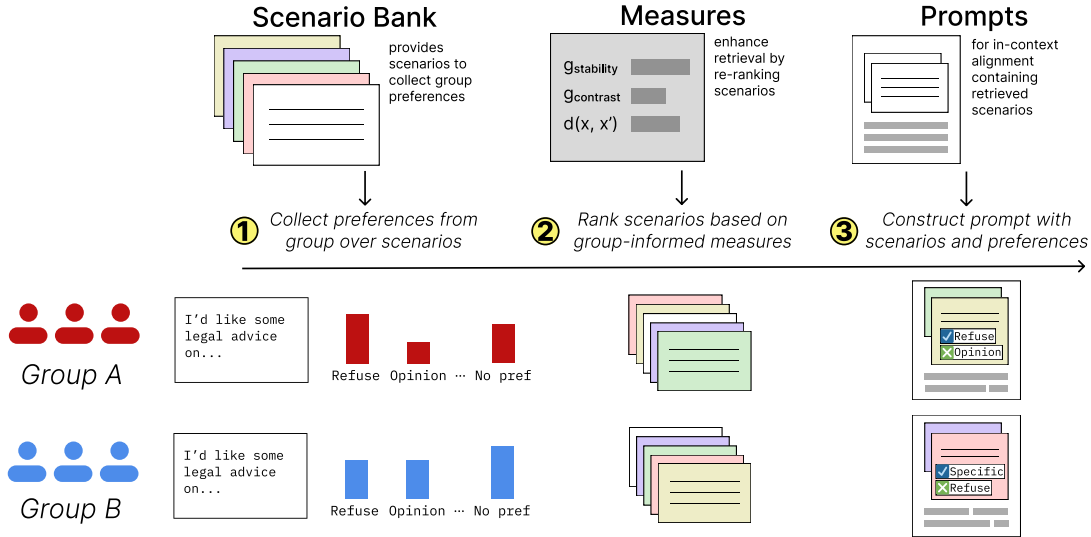 Scenario Bank
provides
scenarios to
collect group
preferences
Measures
gstability
gcontrast
d(x, x′)
enhance
retrieval by
re-ranking
scenarios
Prompts
for in-context
alignment
containing
retrieved
scenarios
1
Collect preferences from
group over scenarios
2
Rank scenarios based on
group-informed measures
3
Construct prompt with
scenarios and preferences
Group A
I'd like some
legal advice
on...
Refuse Opinion ··· No pref
Refuse
Opinion
Group B
I'd like some
legal advice
on...
Refuse Opinion ··· No pref
Specific
Refuse